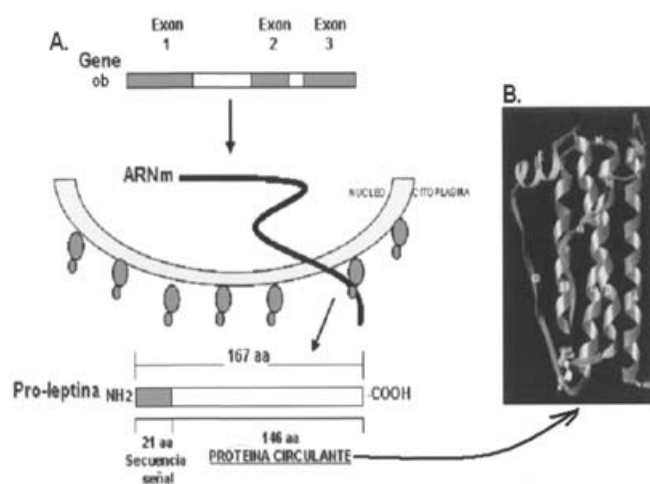 A.
Exon 1
Exon 2
Exon 3
Gene
ob
ARNm
NUCLEO
CITOPLASMA
167 aa
Pro-leptina
NH2
-COOH
21 aa
Secuencia
señal
146 aa
PROTEINA CIRCULANTE
B.